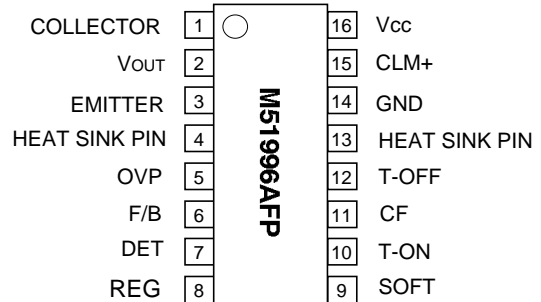 COLLECTOR 1 16 Vcc
VOUT 2 15 CLM+
EMITTER 3 14 GND
HEAT SINK PIN 4 13 HEAT SINK PIN
OVP 5 12 T-OFF
F/B 6 11 CF
DET 7 10 T-ON
REG 8 9 SOFT
M51996AFP